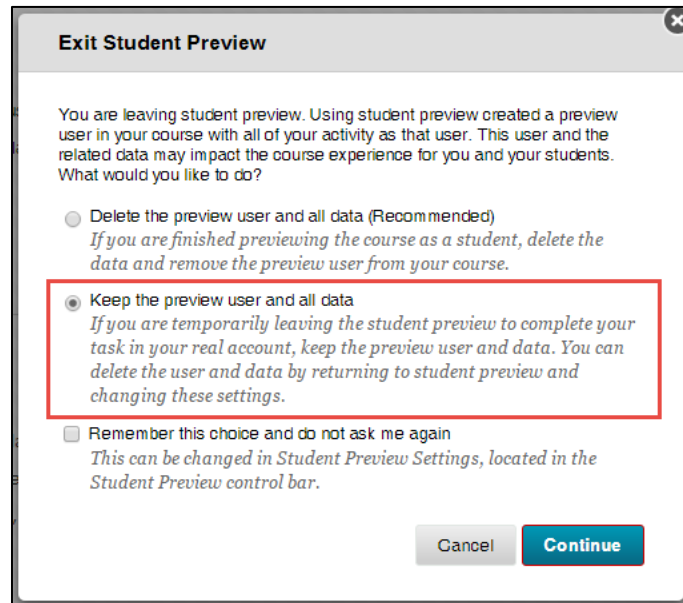 Exit Student Preview
You are leaving student preview. Using student preview created a preview
user in your course with all of your activity as that user. This user and the
related data may impact the course experience for you and your students.
What would you like to do?
Delete the preview user and all data (Recommended)
If you are finished previewing the course as a student, delete the
data and remove the preview user from your course.
Keep the preview user and all data
If you are temporarily leaving the student preview to complete your
task in your real account, keep the preview user and data. You can
delete the user and data by returning to student preview and
changing these settings.
Remember this choice and do not ask me again
This can be changed in Student Preview Settings, located in the
Student Preview control bar.
Cancel Continue